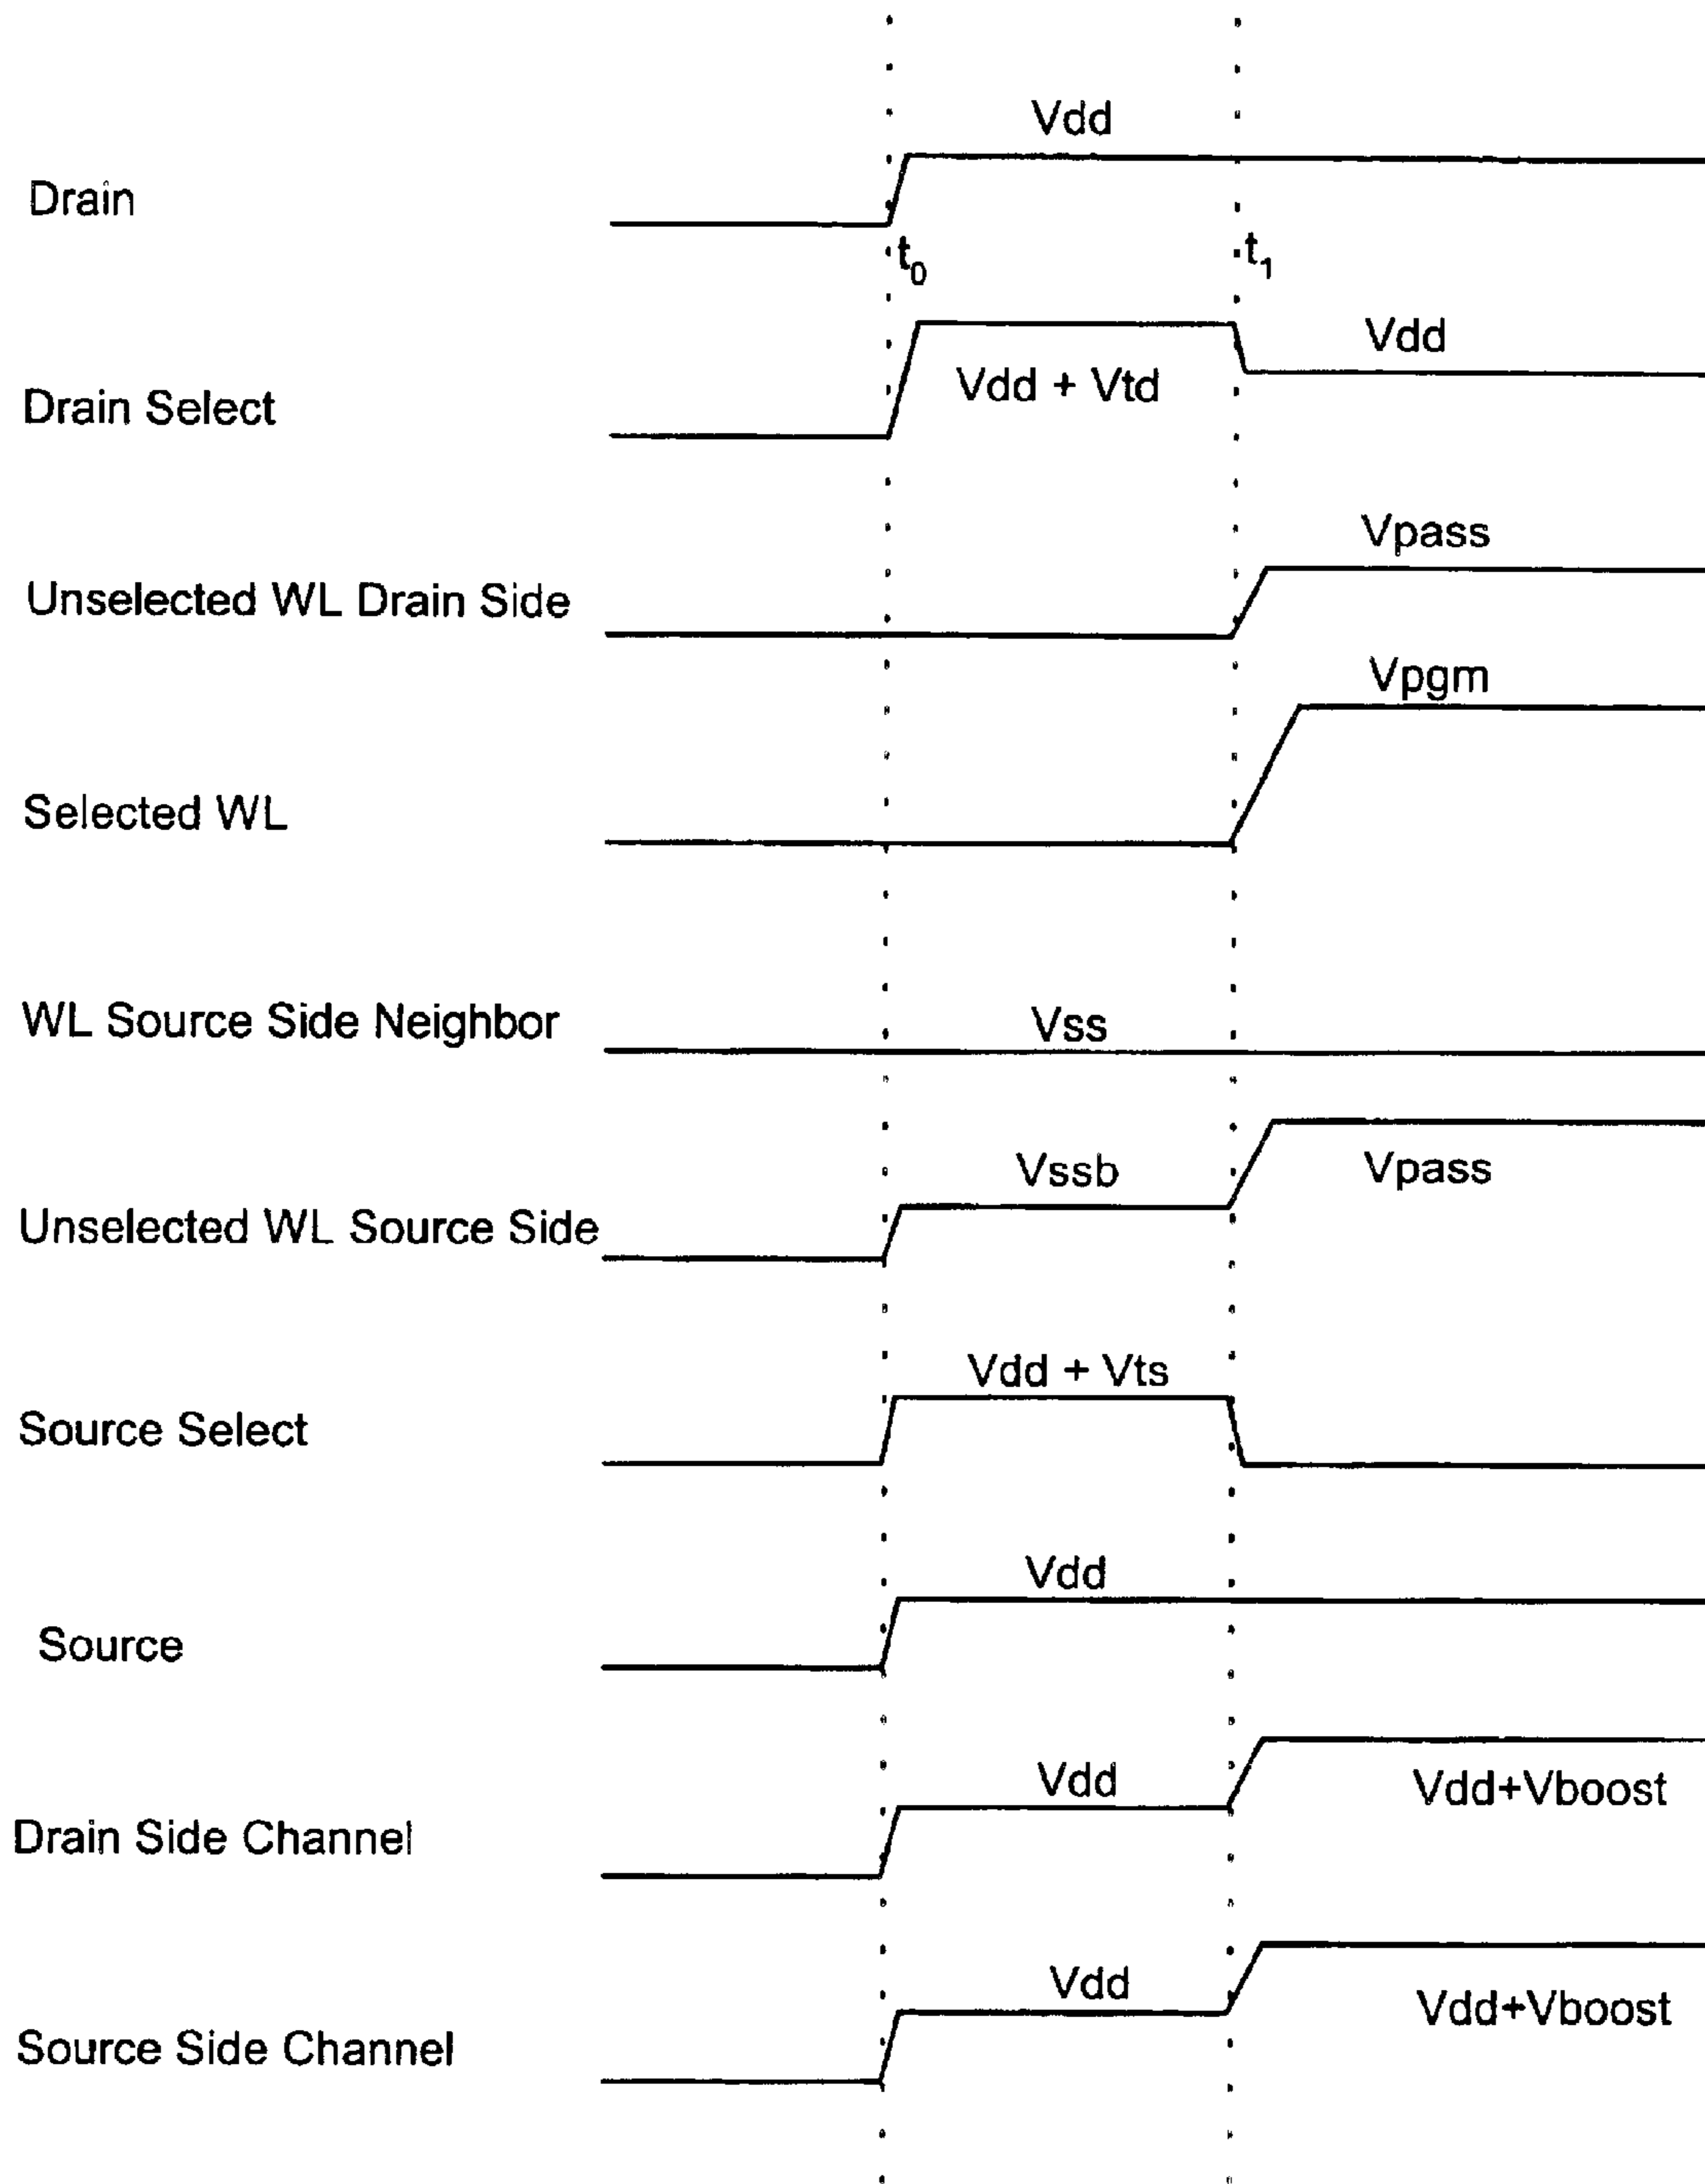 Vdd
Drain
t0 t1
Vdd
Vdd + Vtd
Drain Select
Vpass
Unselected WL Drain Side
Vpgm
Selected WL
WL Source Side Neighbor Vss
Vssb Vpass
Unselected WL Source Side
Vdd + Vts
Source Select
Vdd
Source
Vdd Vdd+Vboost
Drain Side Channel
Vdd Vdd+Vboost
Source Side Channel